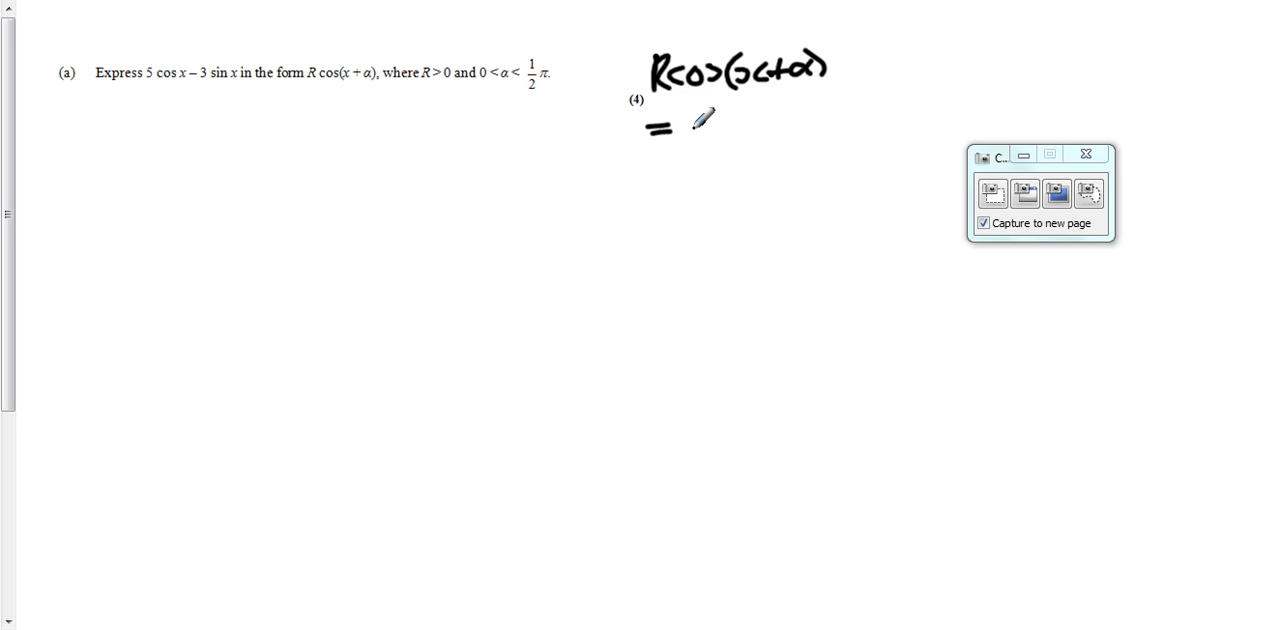 (a) Express 5 cos x – 3 sin x in the form R cos(x + α), where R > 0 and 0 < α < 1/2 π.
(4)
Rcos(x+α)
=
C...
Capture to new page